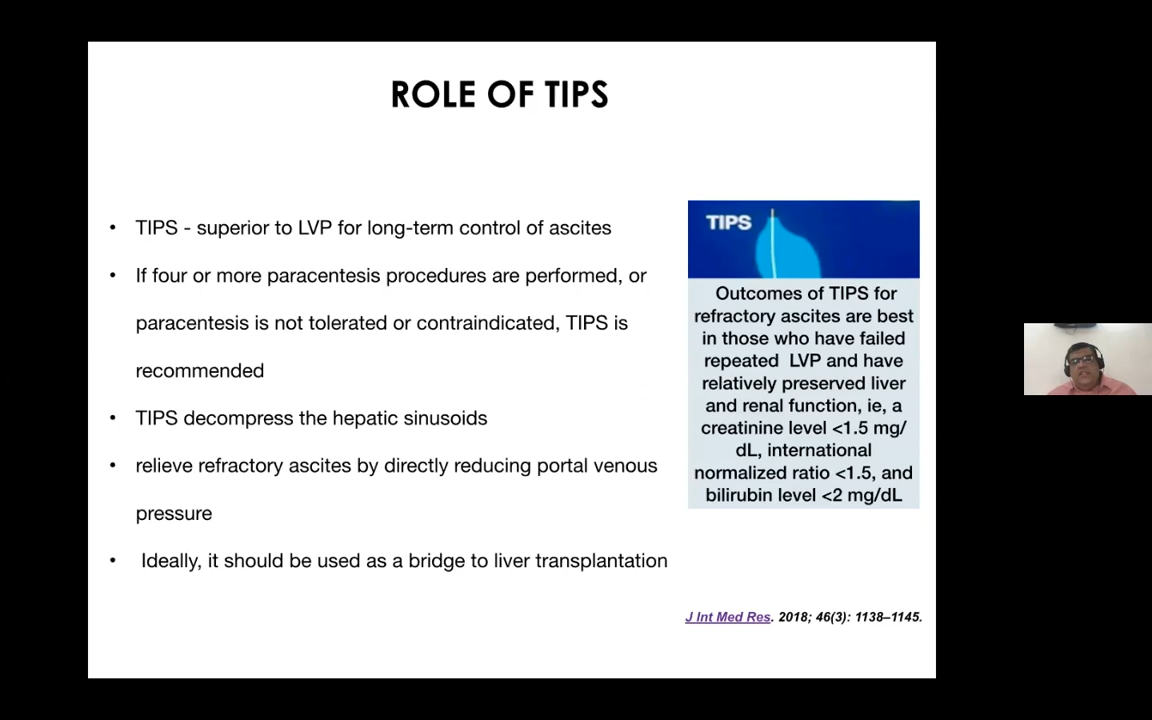 ROLE OF TIPS
• TIPS - superior to LVP for long-term control of ascites
• If four or more paracentesis procedures are performed, or
paracentesis is not tolerated or contraindicated, TIPS is
recommended
• TIPS decompress the hepatic sinusoids
• relieve refractory ascites by directly reducing portal venous
pressure
• Ideally, it should be used as a bridge to liver transplantation
TIPS
Outcomes of TIPS for
refractory ascites are best
in those who have failed
repeated LVP and have
relatively preserved liver
and renal function, ie, a
creatinine level <1.5 mg/
dL, international
normalized ratio <1.5, and
bilirubin level <2 mg/dL
J Int Med Res. 2018; 46(3): 1138–1145.